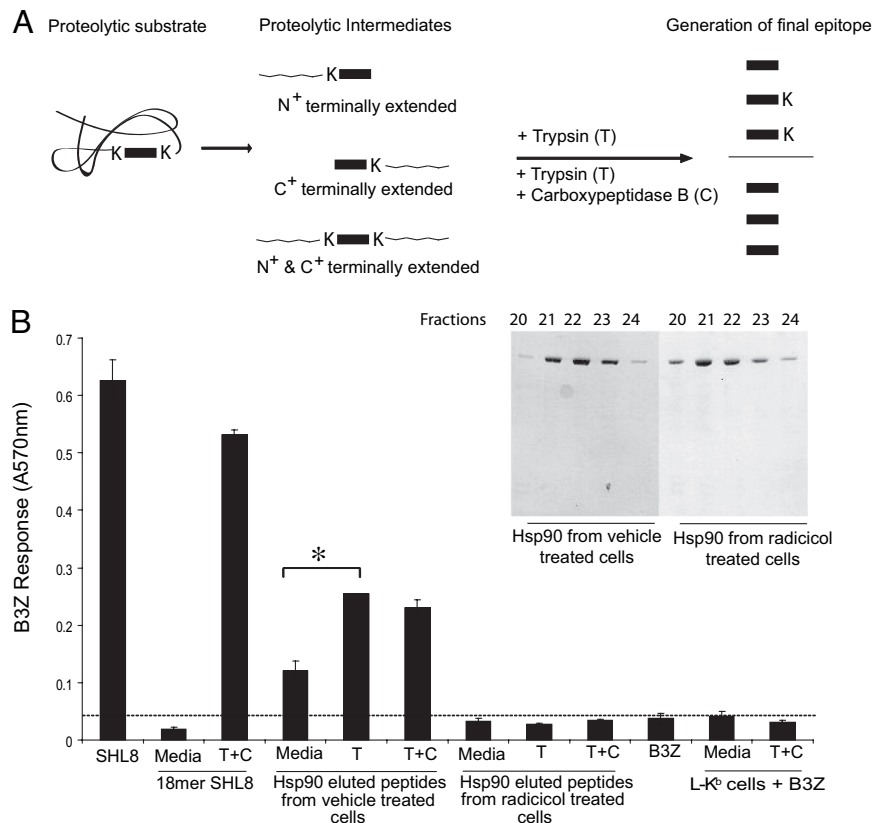 A
Proteolytic substrate
Proteolytic Intermediates
Generation of final epitope
K K
K
N+ terminally extended
K
C+ terminally extended
K K
N+ & C+ terminally extended
+ Trypsin (T)
+ Trypsin (T)
+ Carboxypeptidase B (C)
K
K
B
B3Z Response (A570nm)
0.7
0.6
0.5
0.4
0.3
0.2
0.1
0
*
Fractions 20 21 22 23 24 20 21 22 23 24
Hsp90 from vehicle
treated cells
Hsp90 from radicicol
treated cells
SHL8 Media T+C Media T T+C Media T T+C B3Z Media T+C
18mer SHL8
Hsp90 eluted peptides
from vehicle treated
cells
Hsp90 eluted peptides
from radicicol treated
cells
L-Kb cells + B3Z